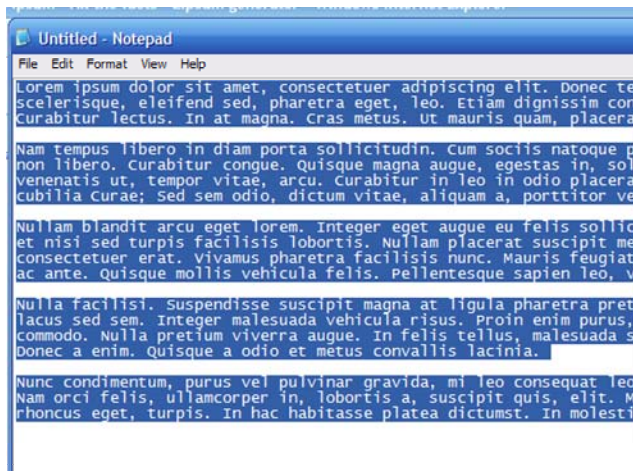 Untitled - Notepad
File Edit Format View Help
Lorem ipsum dolor sit amet, consectetuer adipiscing elit. Donec te
scelerisque, eleifend sed, pharetra eget, leo. Etiam dignissim con
Curabitur lectus. In at magna. Cras metus. Ut mauris quam, placera
Nam tempus libero in diam porta sollicitudin. Cum sociis natoque p
non libero. Curabitur congue. Quisque magna augue, egestas in, sol
venenatis ut, tempor vitae, arcu. Curabitur in leo in odio placera
cubilia Curae; Sed sem odio, dictum vitae, aliquam a, porttitor ve
Nullam blandit arcu eget lorem. Integer eget augue eu felis sollic
et nisi sed turpis facilisis lobortis. Nullam placerat suscipit me
consectetuer erat. Vivamus pharetra facilisis nunc. Mauris feugiat
ac ante. Quisque mollis vehicula felis. Pellentesque sapien leo, v
Nulla facilisi. Suspendisse suscipit magna at ligula pharetra pret
lacus sed sem. Integer malesuada vehicula risus. Proin enim purus,
commodo. Nulla pretium viverra augue. In felis tellus, malesuada s
Donec a enim. Quisque a odio et metus convallis lacinia.
Nunc condimentum, purus vel pulvinar gravida, mi leo consequat leo
Nam orci felis, ullamcorper in, lobortis a, suscipit quis, elit. M
rhoncus eget, turpis. In hac habitasse platea dictumst. In molesti